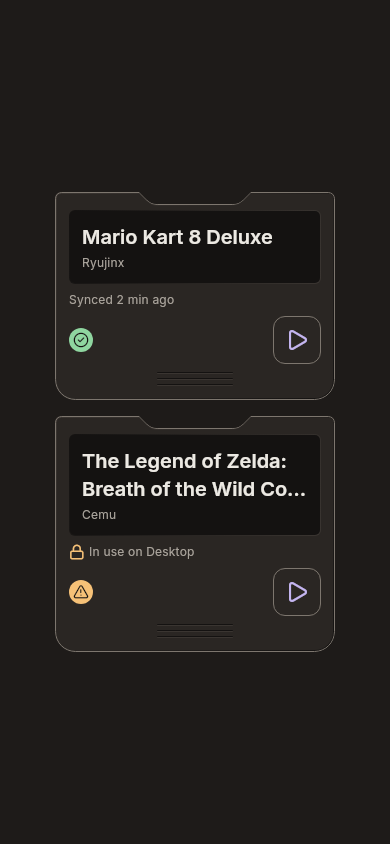 Mario Kart 8 Deluxe
Ryujinx
Synced 2 min ago
The Legend of Zelda:
Breath of the Wild Co...
Cemu
In use on Desktop